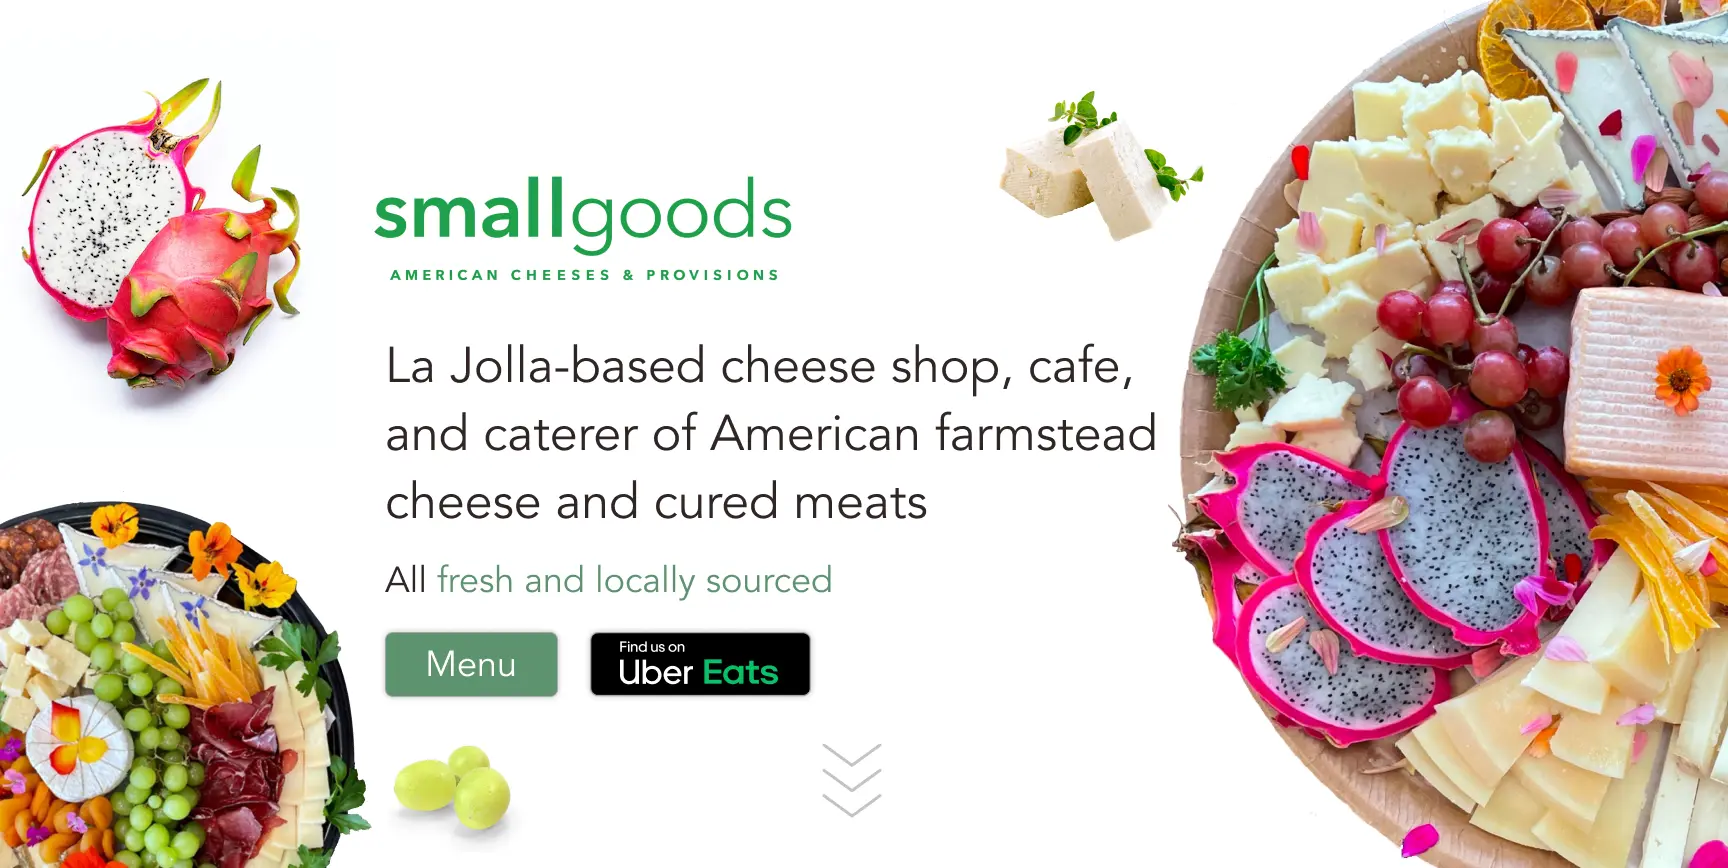 smallgoods
AMERICAN CHEESES & PROVISIONS
La Jolla-based cheese shop, cafe,
and caterer of American farmstead
cheese and cured meats
All fresh and locally sourced
Menu
Find us on
Uber Eats